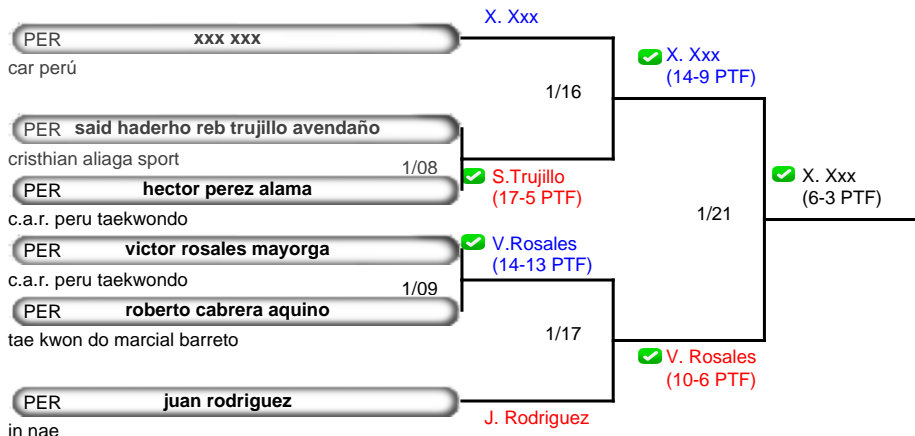 X. Xxx
PER xxx xxx
car perú
1/16
X. Xxx
(14-9 PTF)
PER said haderho reb trujillo avendaño
cristhian aliaga sport
1/08
S.Trujillo
(17-5 PTF)
PER hector perez alama
c.a.r. peru taekwondo
X. Xxx
(6-3 PTF)
1/21
PER victor rosales mayorga
c.a.r. peru taekwondo
V.Rosales
(14-13 PTF)
1/09
PER roberto cabrera aquino
tae kwon do marcial barreto
1/17
V. Rosales
(10-6 PTF)
PER juan rodriguez
in nae
J. Rodriguez